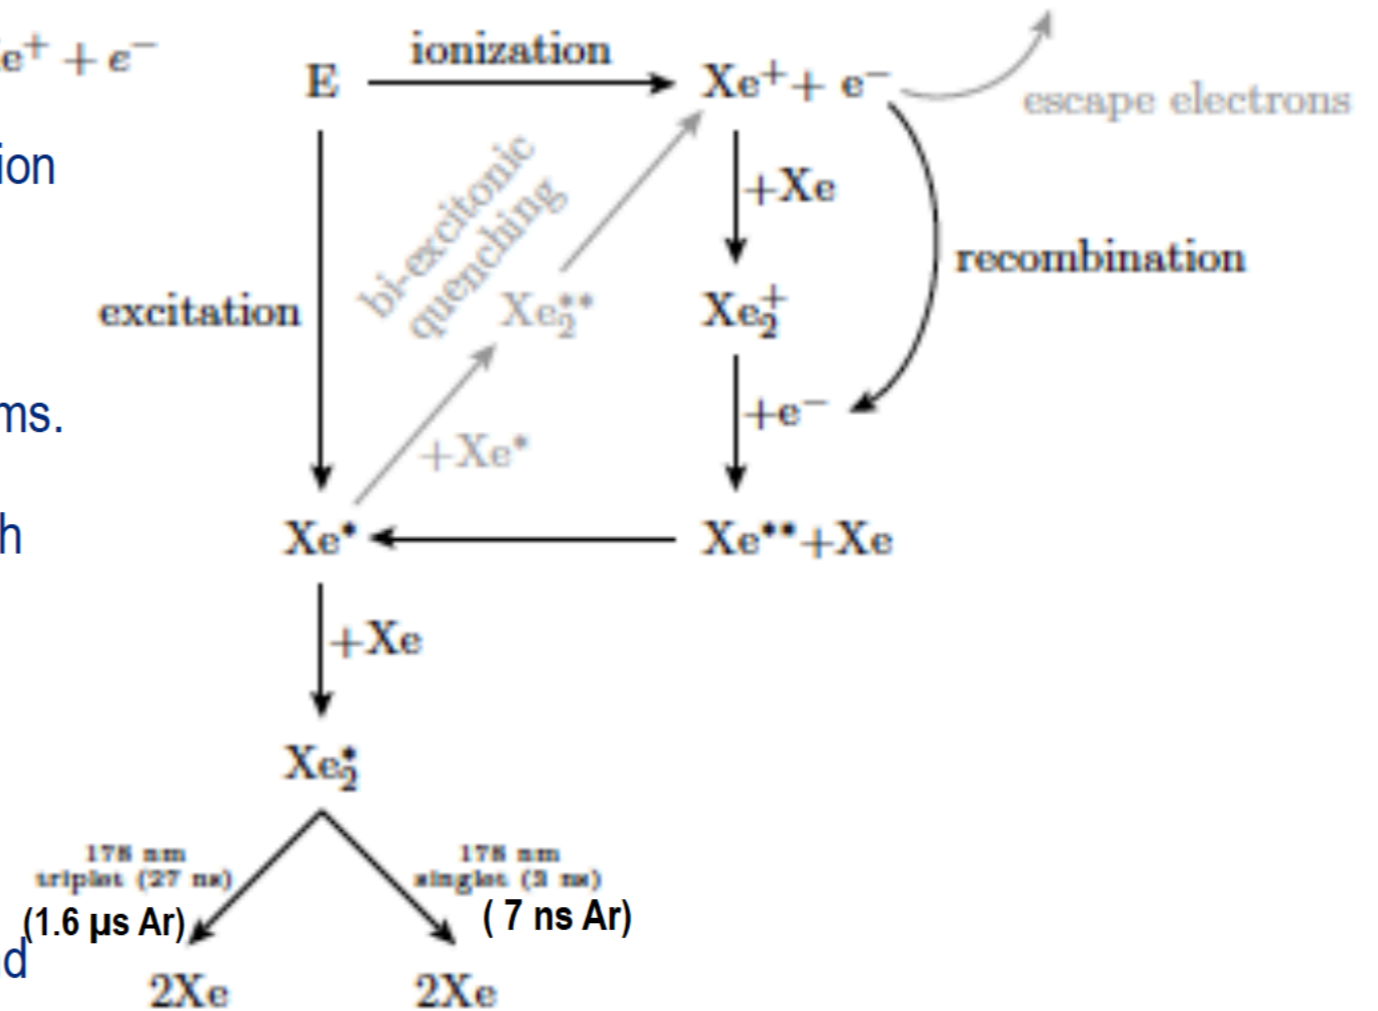 e⁺ + e⁻
ionization
E
Xe⁺+ e⁻
escape electrons
ion
bi-excitonic
quenching
+Xe
recombination
excitation
Xe₂**
Xe₂⁺
ms.
+e⁻
+Xe*
h
Xe*
Xe**+Xe
+Xe
Xe₂*
178 nm
triplet (27 ns)
178 nm
singlet (3 ns)
(1.6 µs Ar)
( 7 ns Ar)
d
2Xe
2Xe